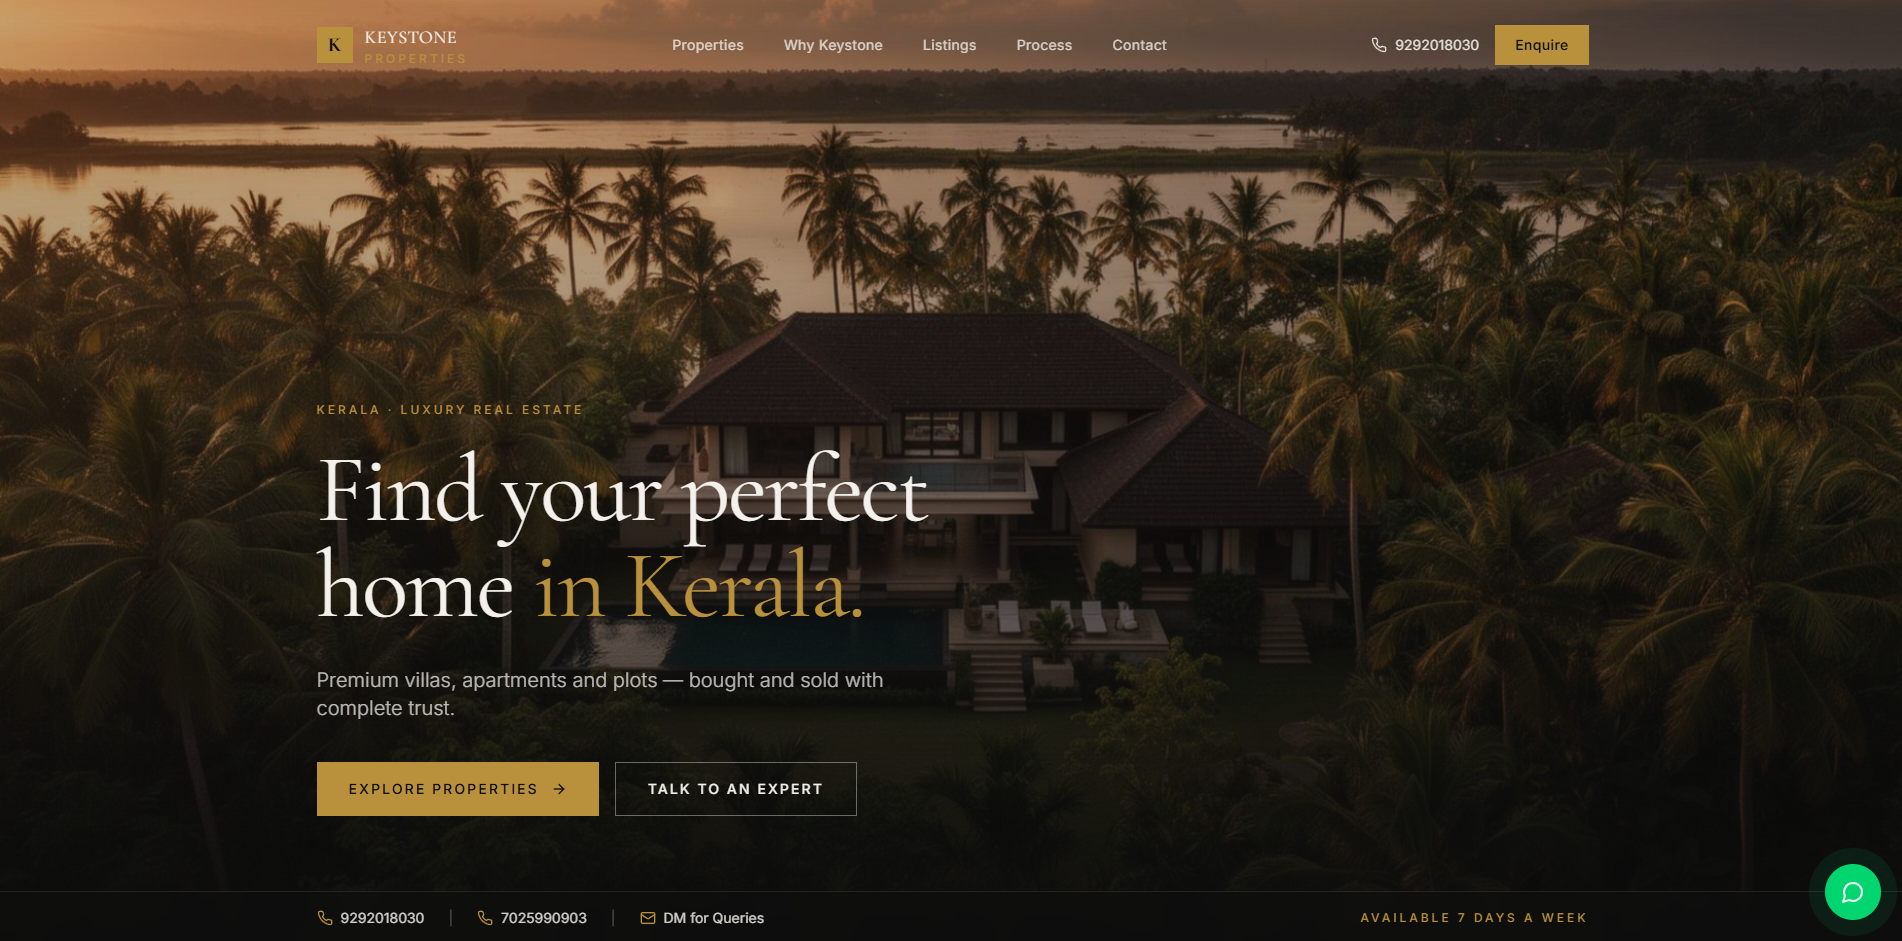 K
KEYSTONE
PROPERTIES
Properties
Why Keystone
Listings
Process
Contact
9292018030
Enquire
KERALA · LUXURY REAL ESTATE
Find your perfect
home in Kerala.
Premium villas, apartments and plots — bought and sold with
complete trust.
EXPLORE PROPERTIES →
TALK TO AN EXPERT
9292018030
7025990903
DM for Queries
AVAILABLE 7 DAYS A WEEK